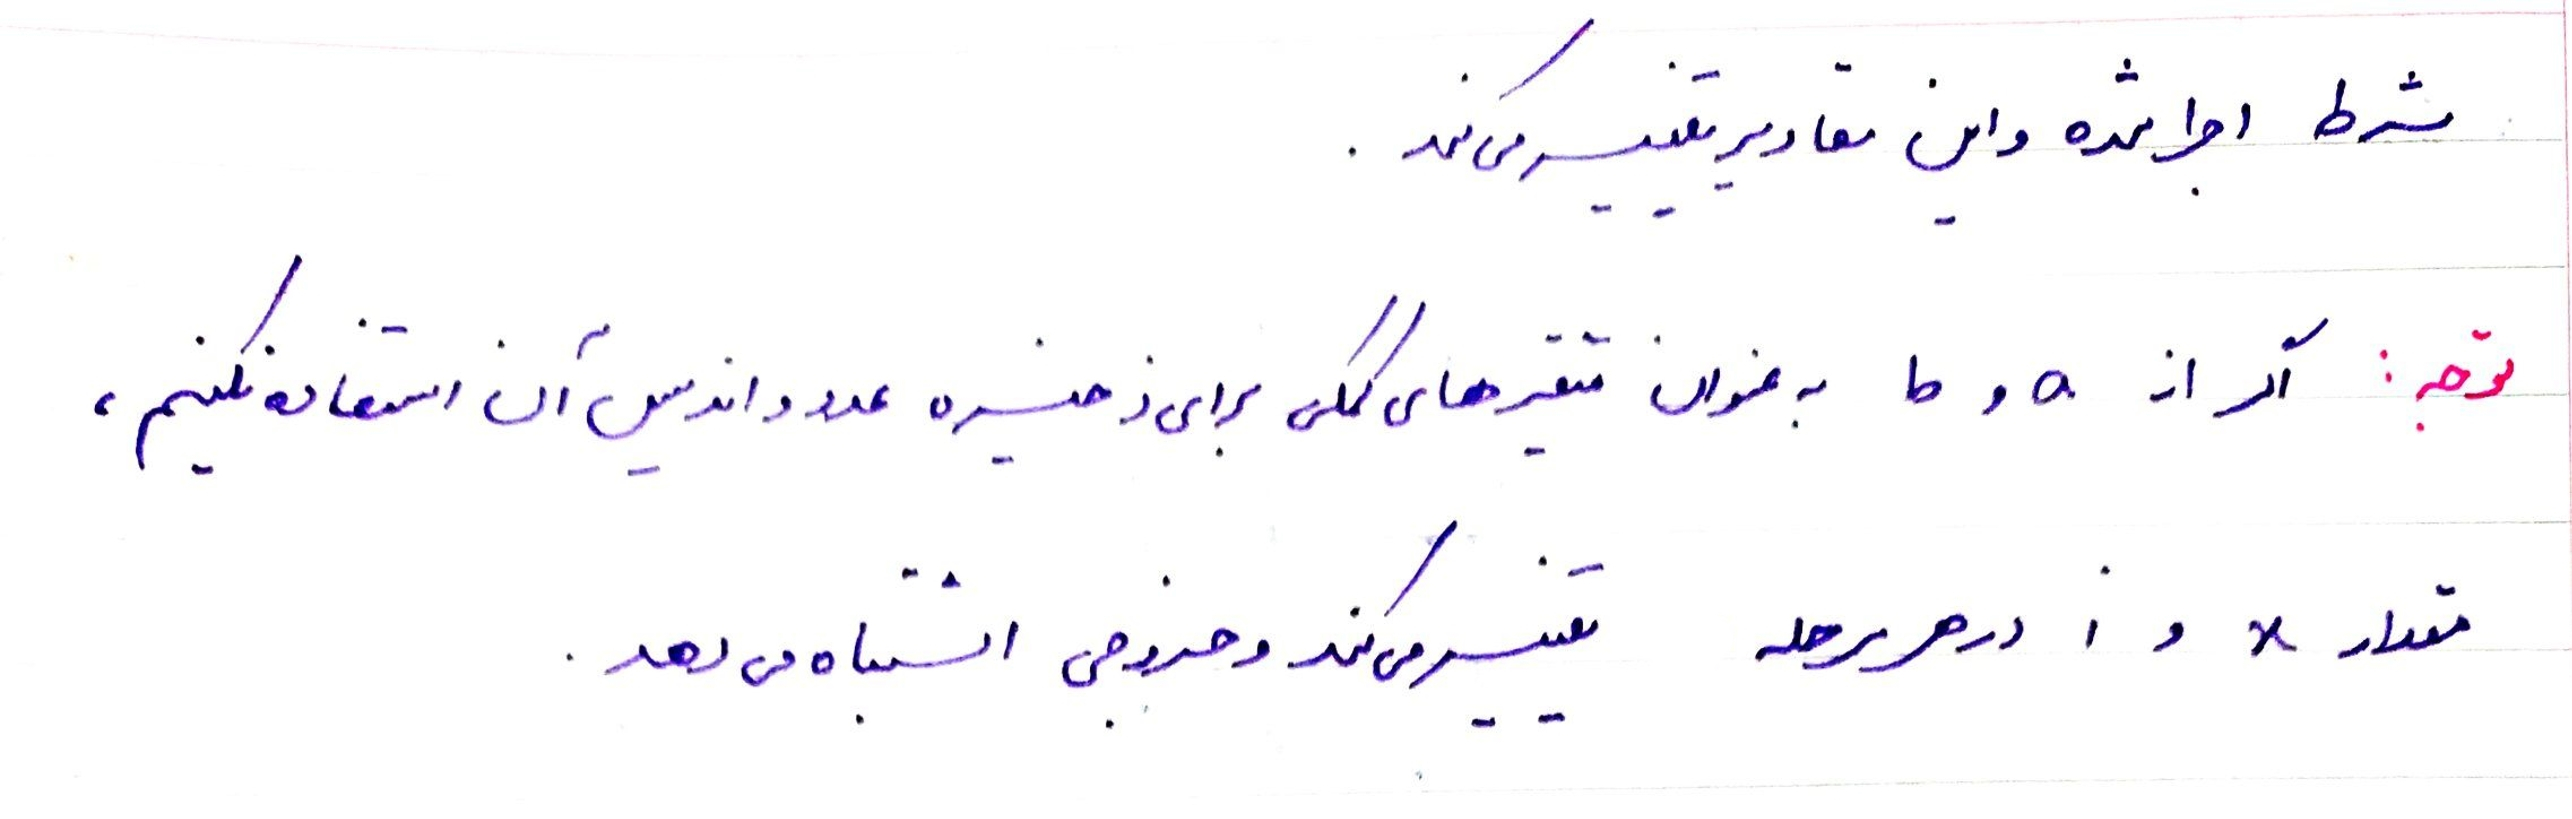 شرط اجرا شده و این مقادیر تغییر می‌کند .
توجه : اگر از a و b به عنوان متغیرهای کمکی برای ذخیره عدد و اندیس آن استفاده نکنیم ،
مقدار x و i در هر مرحله تغییر می‌کند و خروجی اشتباه می‌دهد .